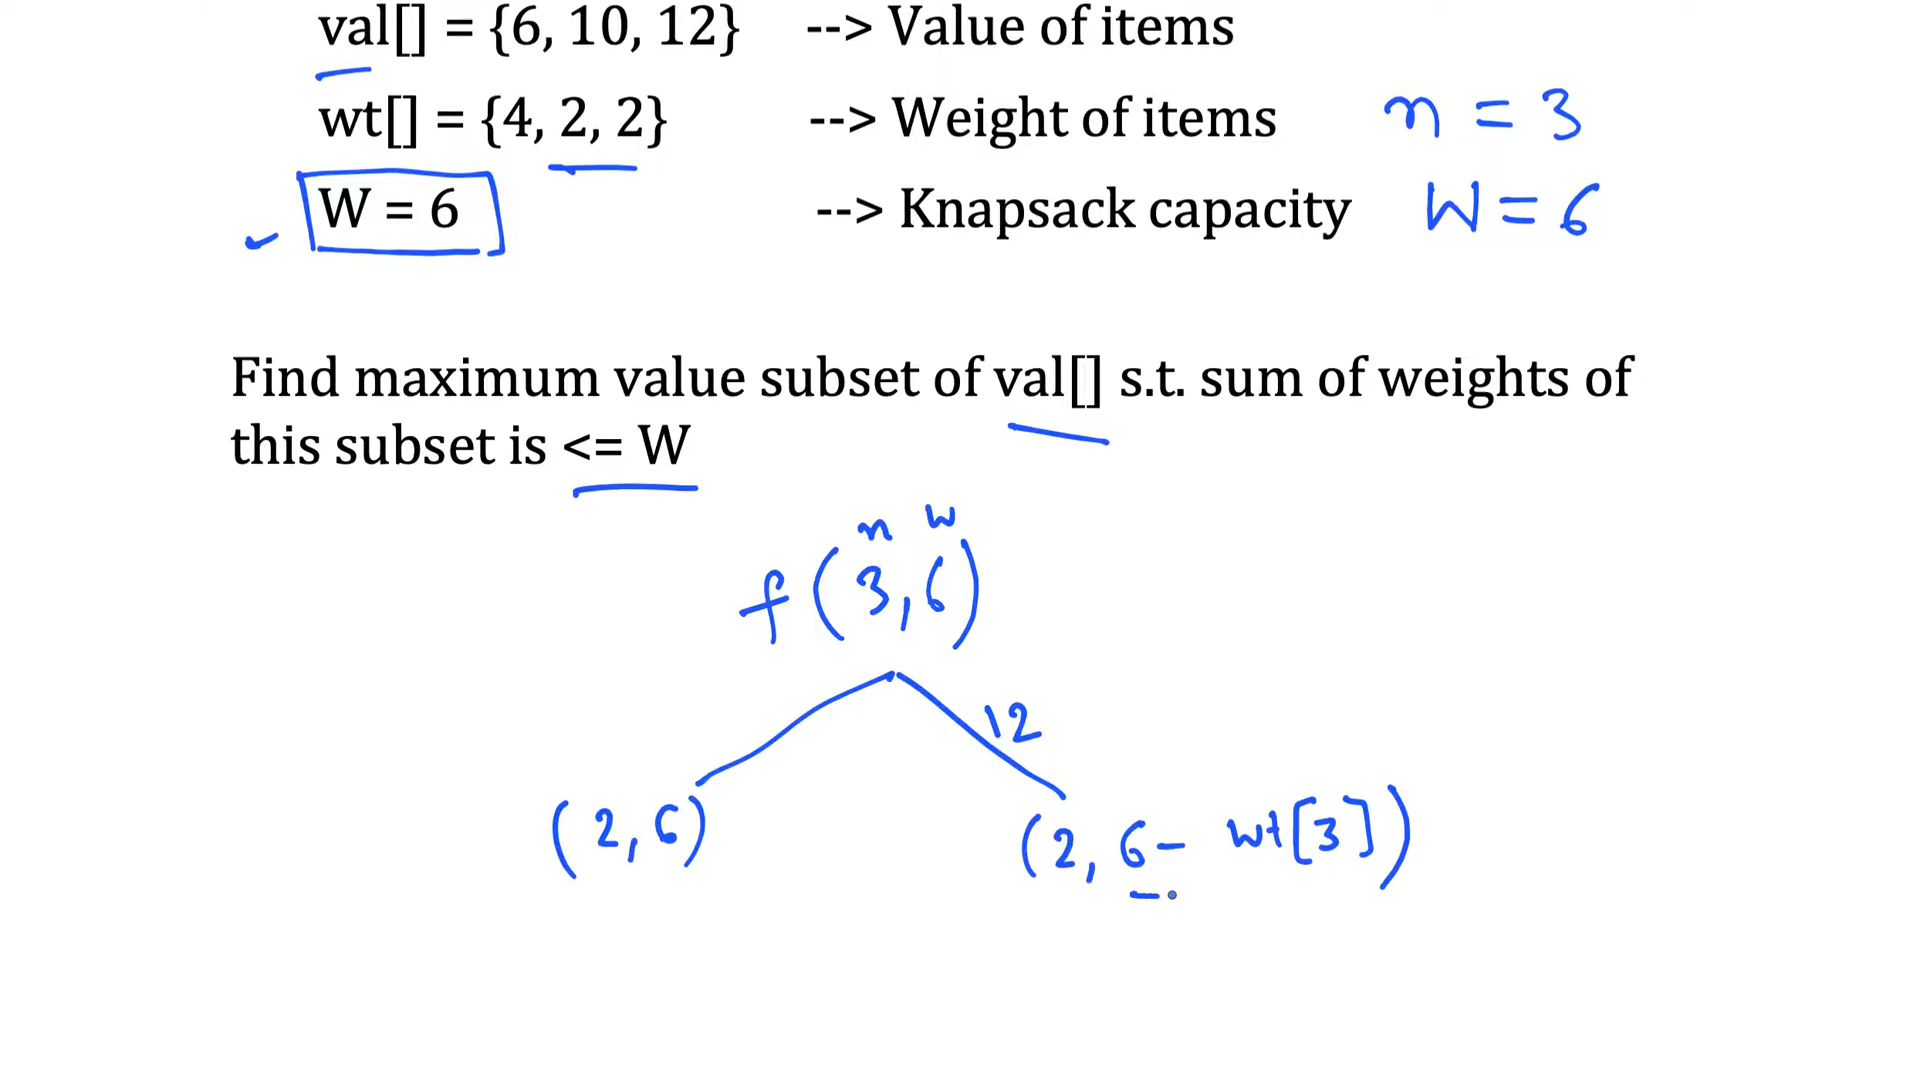 val[] = {6, 10, 12} --> Value of items
wt[] = {4, 2, 2} --> Weight of items n = 3
W = 6 --> Knapsack capacity W = 6
Find maximum value subset of val[] s.t. sum of weights of
this subset is <= W
n W
f(3,6)
12
(2,6) (2, 6- wt[3])